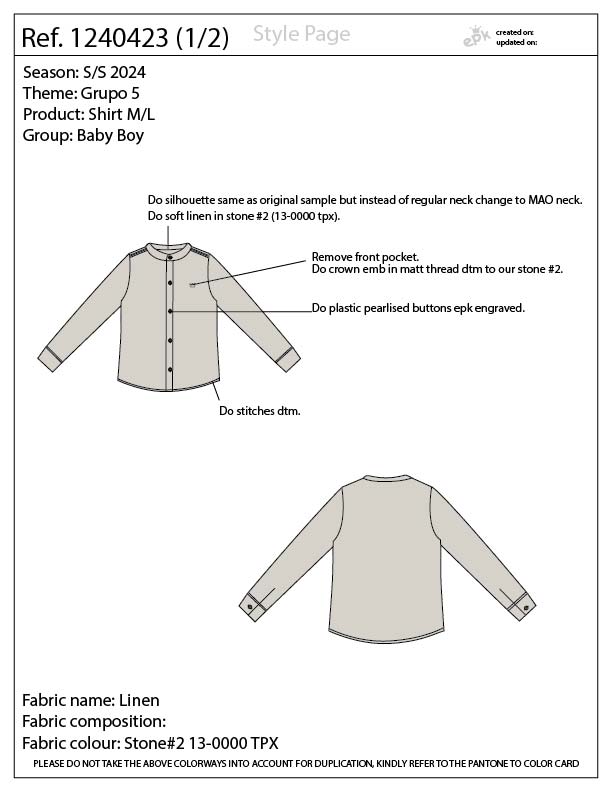 Ref. 1240423 (1/2)
Style Page
epk
created on:
updated on:
Season: S/S 2024
Theme: Grupo 5
Product: Shirt M/L
Group: Baby Boy
Do silhouette same as original sample but instead of regular neck change to MAO neck.
Do soft linen in stone #2 (13-0000 tpx).
Remove front pocket.
Do crown emb in matt thread dtm to our stone #2.
Do plastic pearlised buttons epk engraved.
Do stitches dtm.
Fabric name: Linen
Fabric composition:
Fabric colour: Stone#2 13-0000 TPX
PLEASE DO NOT TAKE THE ABOVE COLORWAYS INTO ACCOUNT FOR DUPLICATION, KINDLY REFER TO THE PANTONE TO COLOR CARD